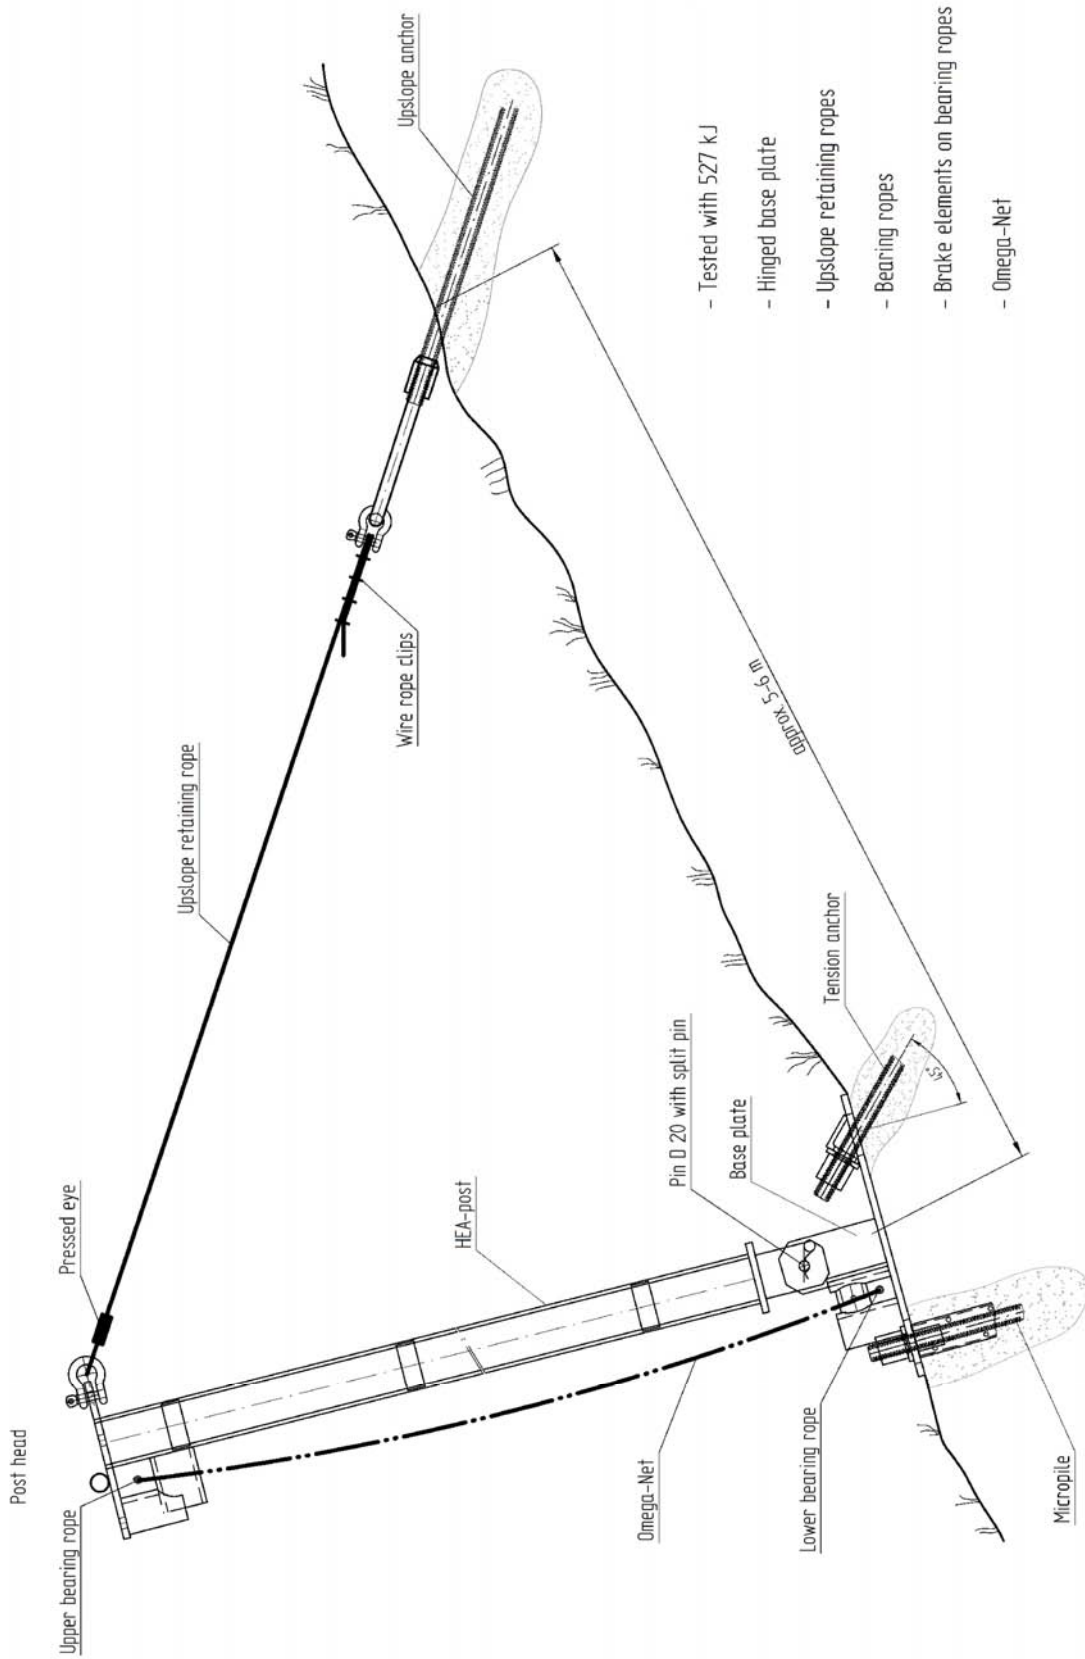 Post head
Upper bearing rope
Pressed eye
Upslope retaining rope
Upslope anchor
Wire rope clips
HEA-post
Omega-Net
Pin D 20 with split pin
Base plate
Tension anchor
45°
approx. 5-6 m
Lower bearing rope
Micropile
- Tested with 527 kJ
- Hinged base plate
- Upslope retaining ropes
- Bearing ropes
- Brake elements on bearing ropes
- Omega-Net